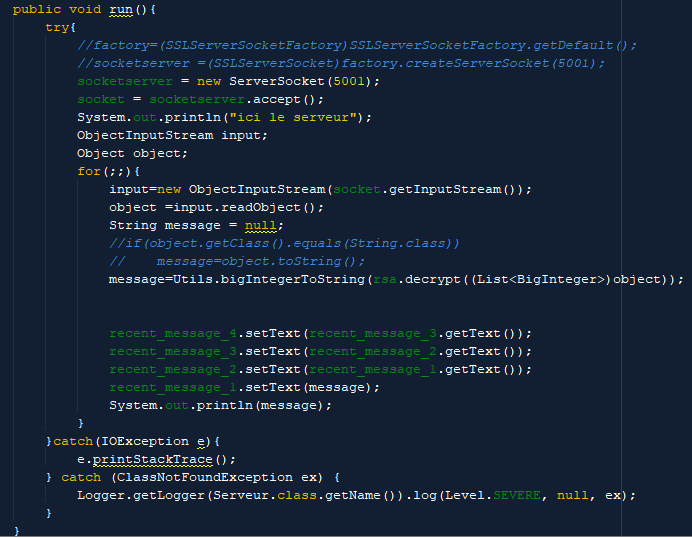 public void run(){
try{
//factory=(SSLServerSocketFactory)SSLServerSocketFactory.getDefault();
//socketserver =(SSLServerSocket)factory.createServerSocket(5001);
socketserver = new ServerSocket(5001);
socket = socketserver.accept();
System.out.println("ici le serveur");
ObjectInputStream input;
Object object;
for(;;){
input=new ObjectInputStream(socket.getInputStream());
object =input.readObject();
String message = null;
//if(object.getClass().equals(String.class))
//    message=object.toString();
message=Utils.bigIntegerToString(rsa.decrypt((List<BigInteger>)object));
recent_message_4.setText(recent_message_3.getText());
recent_message_3.setText(recent_message_2.getText());
recent_message_2.setText(recent_message_1.getText());
recent_message_1.setText(message);
System.out.println(message);
}
}catch(IOException e){
e.printStackTrace();
} catch (ClassNotFoundException ex) {
Logger.getLogger(Serveur.class.getName()).log(Level.SEVERE, null, ex);
}
}